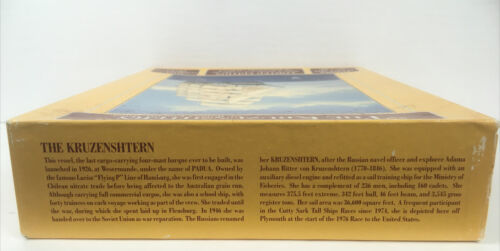 THE KRUZENSHTERN
This vessel, the last cargo-carrying four-mast barque ever to be built, was
launched in 1926, at Westermunde, under the name of PADUA. Owned by
the famous Laeisz "Flying P" Line of Hamburg, she was first engaged in the
Chilean nitrate trade before being affected to the Australian grain run.
Although carrying full commercial cargos, she was also a school ship, with
forty trainees on each voyage working as part of the crew. She traded until
the war, during which she spent laid up in Flensburg. In 1946 she was
handed over to the Soviet Union as war reparation. The Russians renamed
her KRUZENSHTERN, after the Russian naval officer and explorer Adama
Johann Ritter von Kruzenshtern (1770-1846). She was equipped with an
auxiliary diesel engine and refitted as a sail training ship for the Ministry of
Fisheries. She has a complement of 236 men, including 160 cadets. She
measures 375,5 feet extreme, 342 feet hull, 46 feet beam, and 2,545 gross
register tons. Her sail area is 36,600 square feet. A frequent participant
in the Cutty Sark Tall Ships Races since 1974, she is depicted here off
Plymouth at the start of the 1976 Race to the United States.